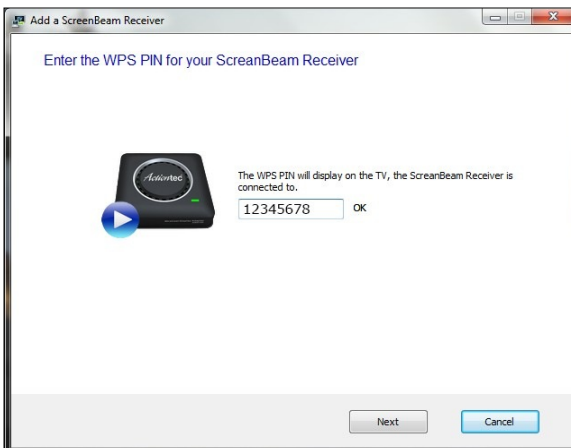 Add a ScreenBeam Receiver
Enter the WPS PIN for your ScreanBeam Receiver
Actiontec
The WPS PIN will display on the TV, the ScreanBeam Receiver is
connected to.
12345678 OK
Next Cancel